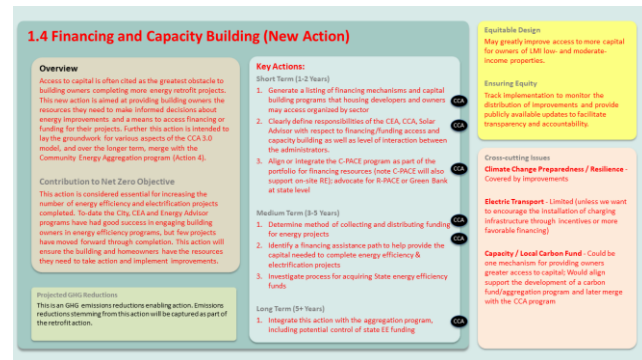 1.4 Financing and Capacity Building (New Action)
Overview
Access to capital is often cited as the greatest obstacle to
building owners completing more energy retrofit projects.
This new action is aimed at providing building owners the
resources they need to make informed decisions about
energy improvements and a means to access financing or
funding for their projects. Further this action is intended to
lay the groundwork for various aspects of the CCA 3.0
model, and over the longer term, merge with the
Community Energy Aggregation program (Action 4).
Contribution to Net Zero Objective
This action is considered essential for increasing the
number of energy efficiency and electrification projects
completed. To-date the City, CEA and Energy Advisor
programs have had good success in engaging building
owners in energy efficiency programs, but few projects
have moved forward through completion. This action will
ensure the building and homeowners have the resources
they need to take action and implement improvements.
Projected GHG Reductions
This is an GHG emissions reductions enabling action. Emissions
reductions stemming from this action will be captured as part of
the retrofit action.
Key Actions:
Short Term (1-2 Years)
1. Generate a listing of financing mechanisms and capital
building programs that housing developers and owners
may access organized by sector
CCA
2. Clearly define responsibilities of the CEA, CCA, Solar
Advisor with respect to financing/funding access and
capacity building as well as level of interaction between
the administrators.
CCA
3. Align or Integrate the C-PACE program as part of the
portfolio for financing resources (note C-PACE will also
support on-site RE); advocate for R-PACE or Green Bank
at state level
CCA
Medium Term (3-5 Years)
1. Determine method of collecting and distributing funding
for energy projects
CCA
2. Identify a financing assistance path to help provide the
capital needed to complete energy efficiency &
electrification projects
CCA
3. Investigate process for acquiring State energy efficiency
funds
Long Term (5+ Years)
1. Integrate this action with the aggregation program,
including potential control of state EE funding
CCA
Equitable Design
May greatly improve access to more capital
for owners of LMI low- and moderate-
income properties.
Ensuring Equity
Track implementation to monitor the
distribution of improvements and provide
publicly available updates to facilitate
transparency and accountability.
Cross-cutting Issues
Climate Change Preparedness / Resilience -
Covered by Improvements
Electric Transport - Limited (unless we want
to encourage the installation of charging
infrastructure through incentives or more
favorable financing)
Capacity / Local Carbon Fund - Could be
one mechanism for providing owners
greater access to capital; Would align
support the development of a carbon
fund/aggregation program and later merge
with the CCA program